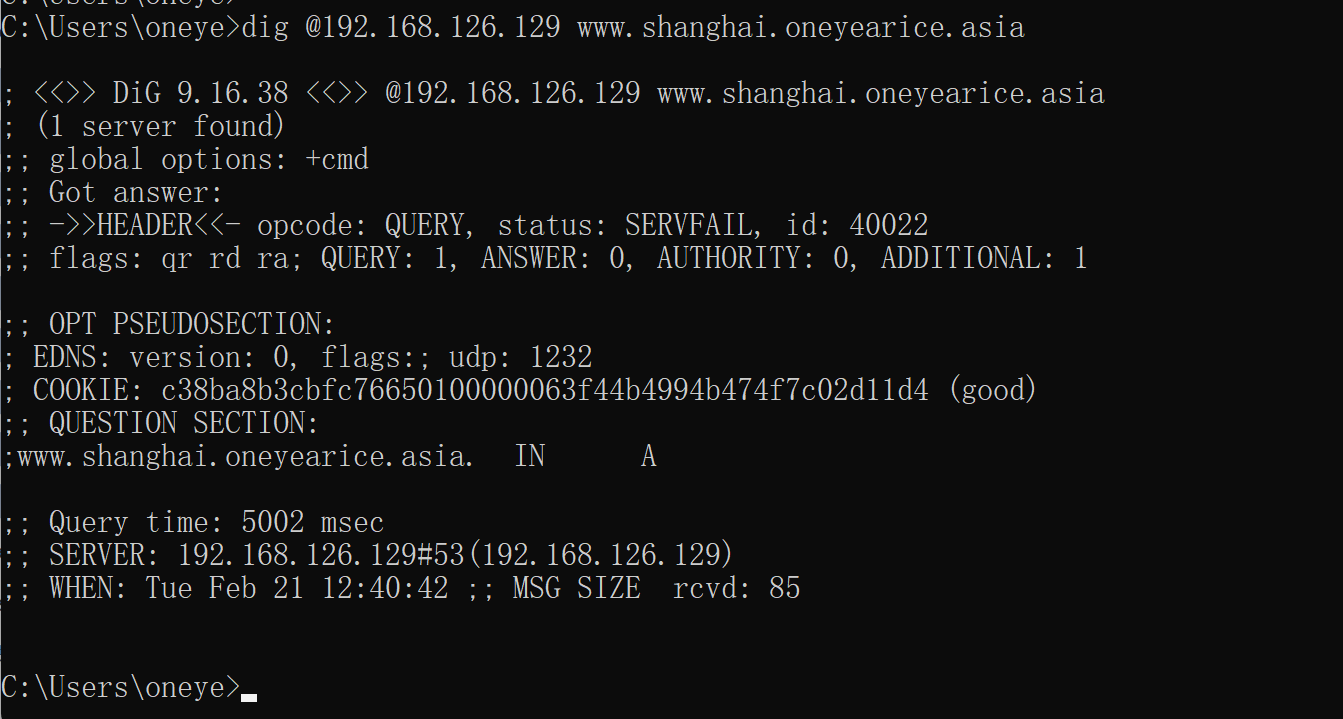 C:\Users\oneye>dig @192.168.126.129 www.shanghai.oneyearice.asia
; <<>> DiG 9.16.38 <<>> @192.168.126.129 www.shanghai.oneyearice.asia
; (1 server found)
;; global options: +cmd
;; Got answer:
;; ->>HEADER<<- opcode: QUERY, status: SERVFAIL, id: 40022
;; flags: qr rd ra; QUERY: 1, ANSWER: 0, AUTHORITY: 0, ADDITIONAL: 1
;; OPT PSEUDOSECTION:
; EDNS: version: 0, flags:; udp: 1232
; COOKIE: c38ba8b3cbfc76650100000063f44b4994b474f7c02d11d4 (good)
;; QUESTION SECTION:
;www.shanghai.oneyearice.asia. IN A
;; Query time: 5002 msec
;; SERVER: 192.168.126.129#53(192.168.126.129)
;; WHEN: Tue Feb 21 12:40:42 ;; MSG SIZE rcvd: 85
C:\Users\oneye>